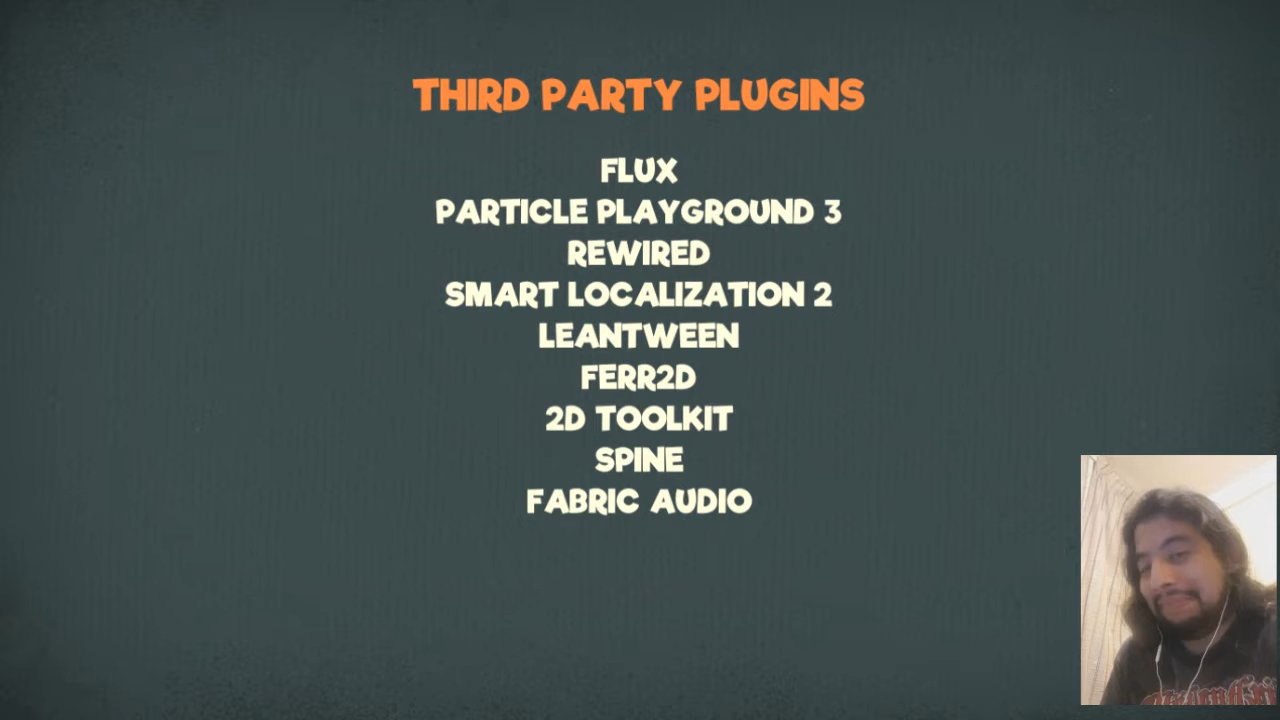 THIRD PARTY PLUGINS
FLUX
PARTICLE PLAYGROUND 3
REWIRED
SMART LOCALIZATION 2
LEANTWEEN
FERR2D
2D TOOLKIT
SPINE
FABRIC AUDIO